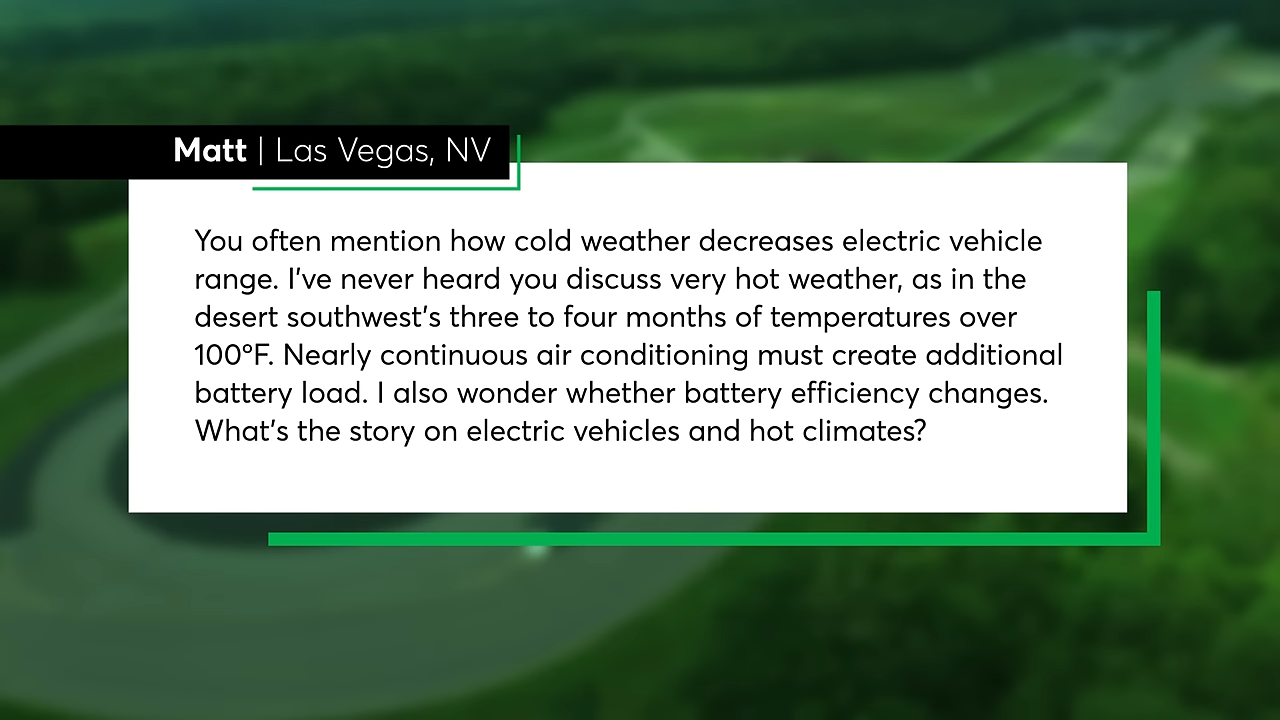 Matt | Las Vegas, NV
You often mention how cold weather decreases electric vehicle
range. I've never heard you discuss very hot weather, as in the
desert southwest's three to four months of temperatures over
100°F. Nearly continuous air conditioning must create additional
battery load. I also wonder whether battery efficiency changes.
What's the story on electric vehicles and hot climates?